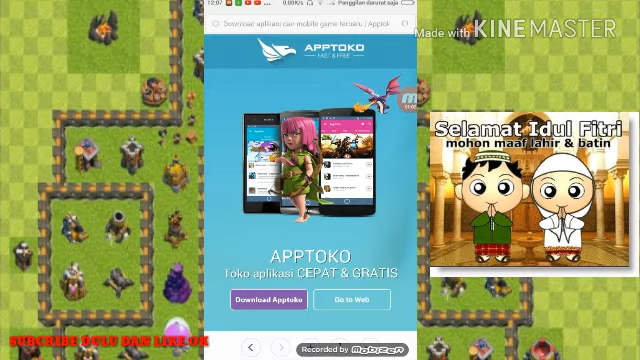 12:07
0.00K/s
Panggilan darurat saja
Download aplikasi dan mobile game terbaru | Apptok
APPTOKO
FAST & FREE
Made with KINEMASTER
Selamat Idul Fitri
mohon maaf lahir & batin
APPTOKO
Toko aplikasi CEPAT & GRATIS
Download Apptoko
Go to Web
SUBCRIBE DULU DAN LIKE OK
Recorded by Mobizen